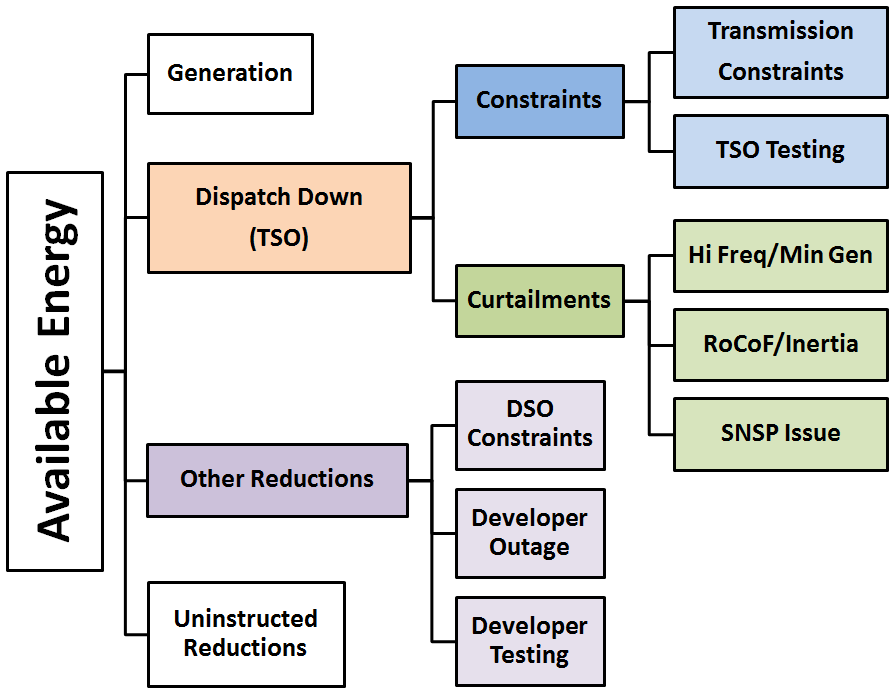 Available Energy
Generation
Dispatch Down
(TSO)
Constraints
Transmission
Constraints
TSO Testing
Curtailments
Hi Freq/Min Gen
RoCoF/Inertia
SNSP Issue
Other Reductions
DSO
Constraints
Developer
Outage
Developer
Testing
Uninstructed
Reductions